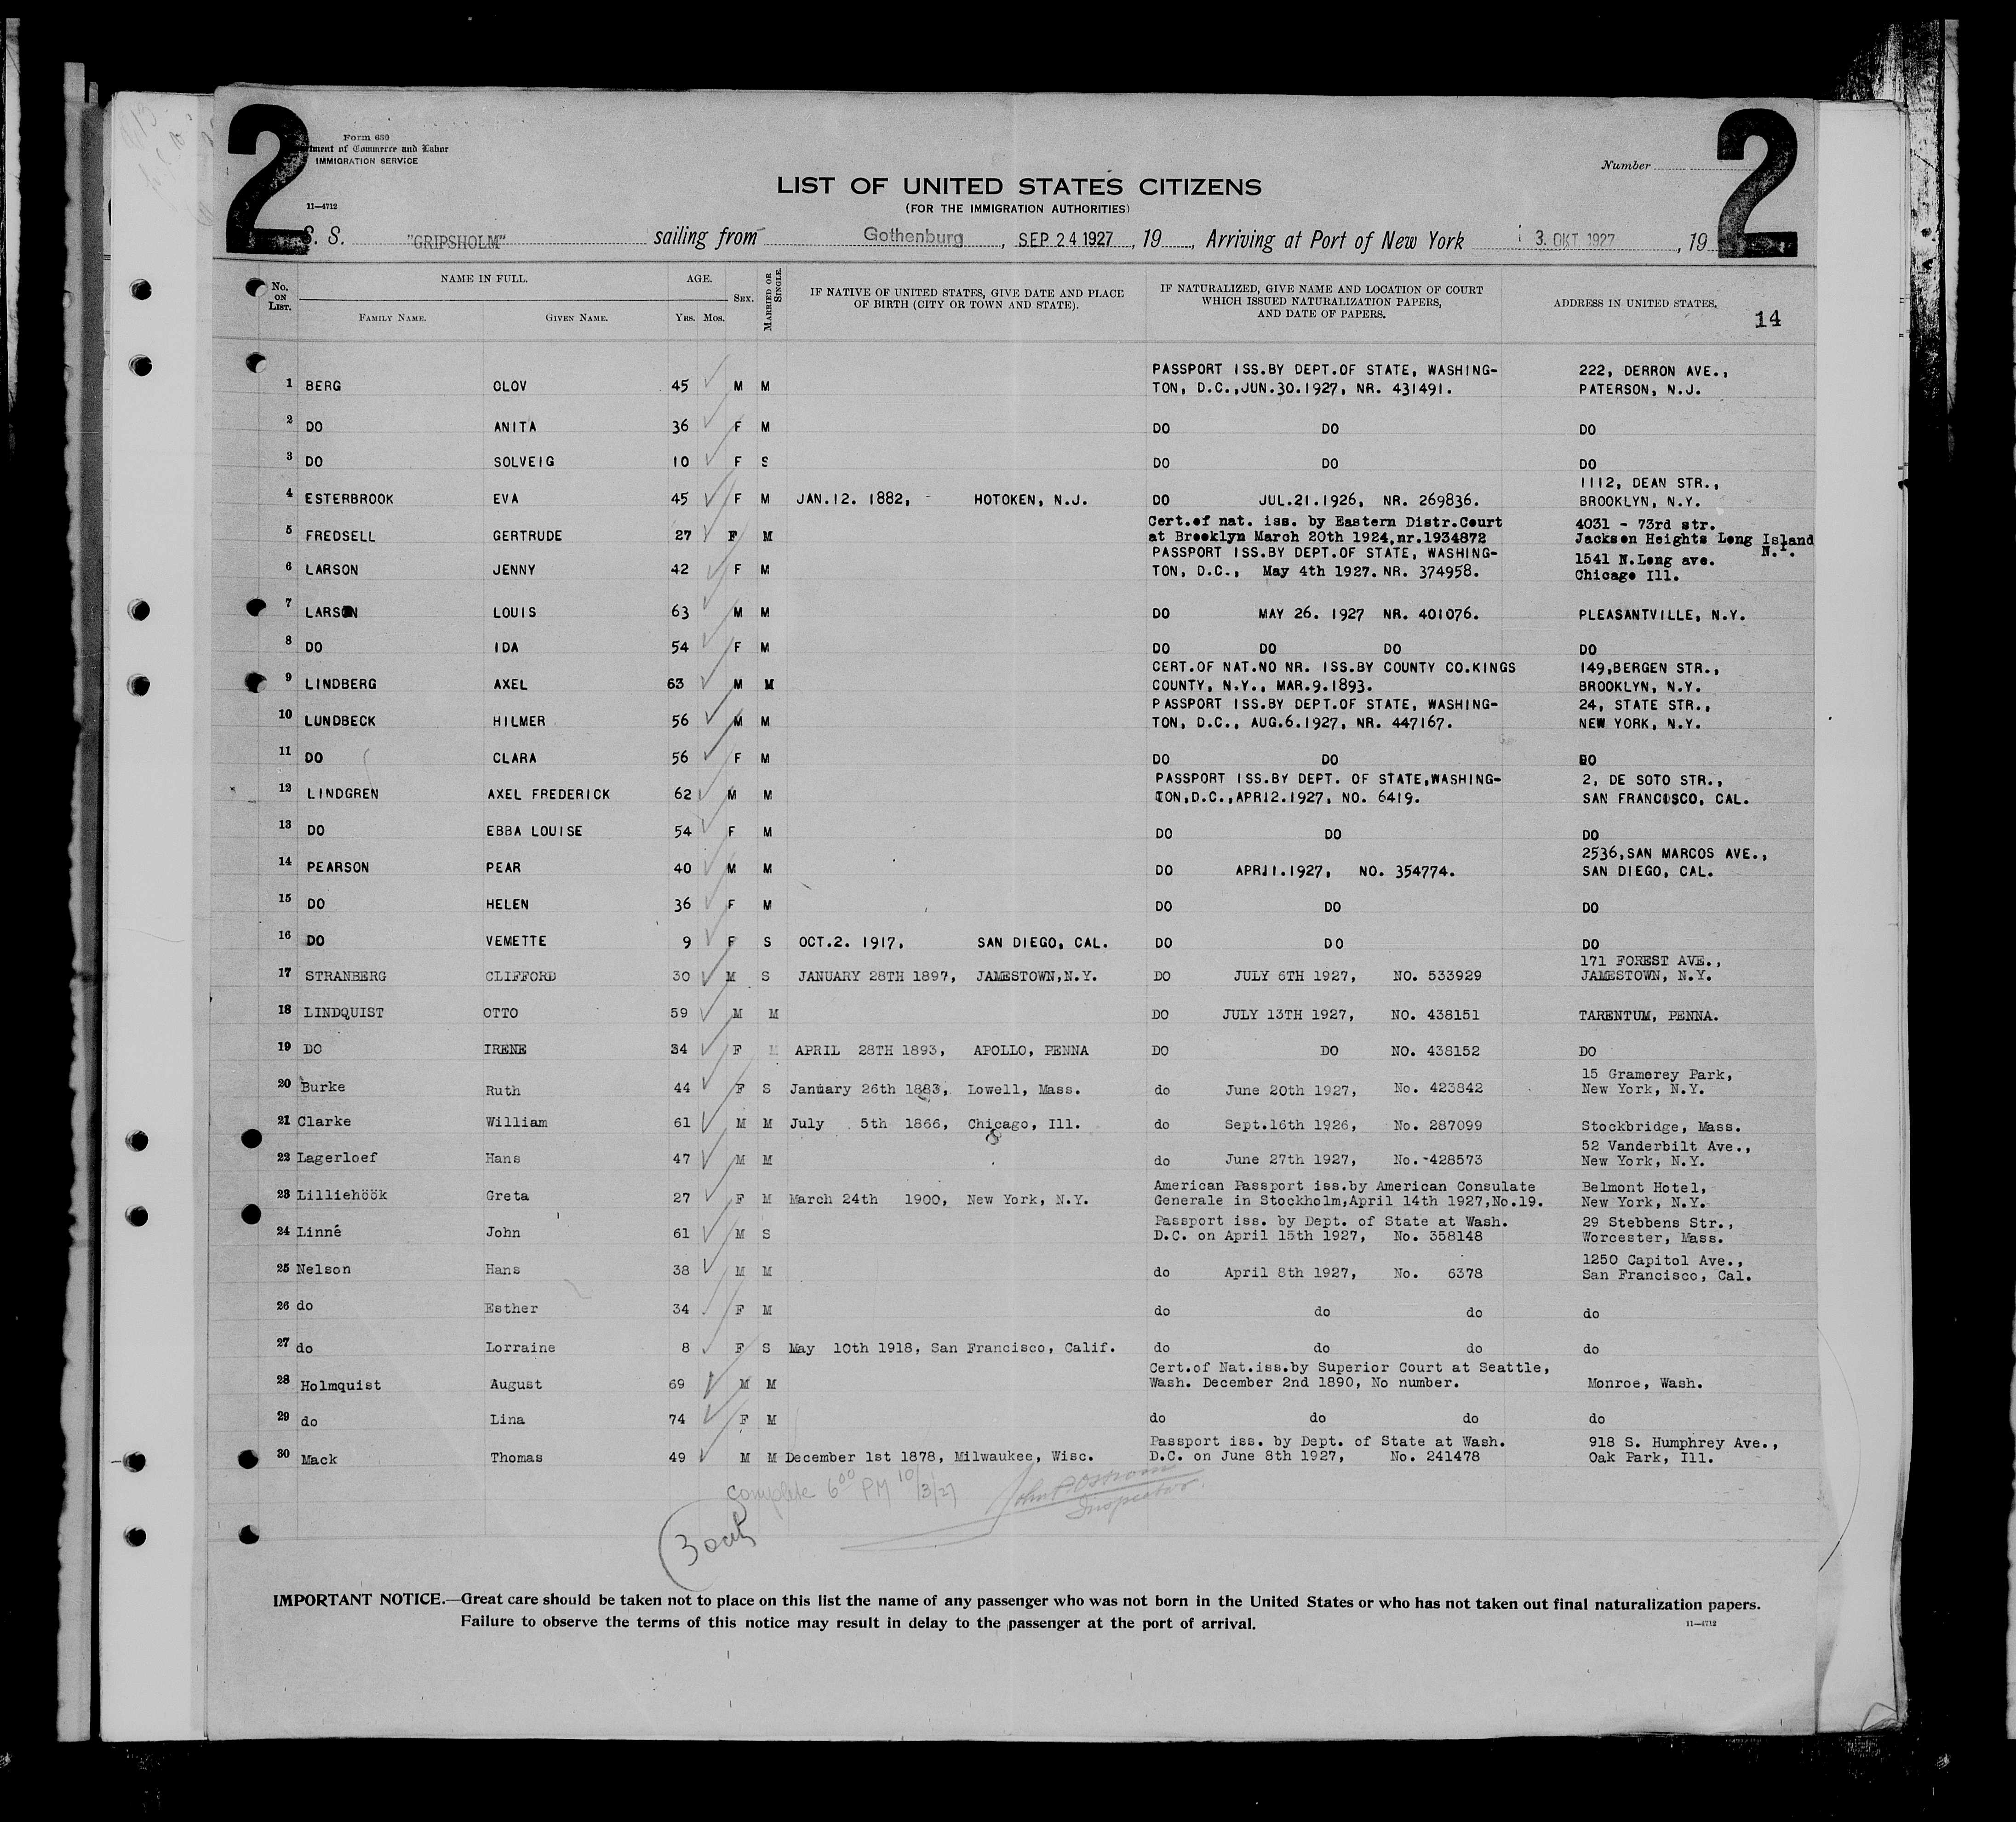 2 2
Form 630
tment of Commerce and Labor
IMMIGRATION SERVICE
Number
11—4712
LIST OF UNITED STATES CITIZENS
(FOR THE IMMIGRATION AUTHORITIES)
S. S. "GRIPSHOLM" sailing from Gothenburg, SEP 24 1927, 19, Arriving at Port of New York 3. OKT. 1927, 19
No. ON LIST. NAME IN FULL. AGE. SEX. MARRIED OR SINGLE. IF NATIVE OF UNITED STATES, GIVE DATE AND PLACE OF BIRTH (CITY OR TOWN AND STATE). IF NATURALIZED, GIVE NAME AND LOCATION OF COURT WHICH ISSUED NATURALIZATION PAPERS, AND DATE OF PAPERS. ADDRESS IN UNITED STATES.
FAMILY NAME. GIVEN NAME. YRS. MOS. 14
PASSPORT ISS.BY DEPT.OF STATE, WASHING- 222, DERRON AVE.,
1 BERG OLOV 45 M M TON, D.C.,JUN.30.1927, NR. 431491. PATERSON, N.J.
2 DO ANITA 36 F M DO DO DO
3 DO SOLVEIG 10 F S DO DO DO
1112, DEAN STR.,
4 ESTERBROOK EVA 45 F M JAN.12. 1882, - HOTOKEN, N.J. DO JUL.21.1926, NR. 269836. BROOKLYN, N.Y.
Cert.of nat. iss. by Eastern Distr.Court 4031 - 73rd str.
5 FREDSELL GERTRUDE 27 F M at Brooklyn March 20th 1924,nr.1934872 Jackson Heights Long Island N.Y.
PASSPORT ISS.BY DEPT.OF STATE, WASHING- 1541 N.Long ave.
6 LARSON JENNY 42 F M TON, D.C., May 4th 1927. NR. 374958. Chicago Ill.
7 LARSON LOUIS 63 M M DO MAY 26. 1927 NR. 401076. PLEASANTVILLE, N.Y.
8 DO IDA 54 F M DO DO DO DO
CERT.OF NAT.NO NR. ISS.BY COUNTY CO.KINGS 149,BERGEN STR.,
9 LINDBERG AXEL 63 M M COUNTY, N.Y., MAR.9.1893. BROOKLYN, N.Y.
PASSPORT ISS.BY DEPT.OF STATE, WASHING- 24, STATE STR.,
10 LUNDBECK HILMER 56 M M TON, D.C., AUG.6.1927, NR. 447167. NEW YORK, N.Y.
11 DO CLARA 56 F M DO DO DO
PASSPORT ISS.BY DEPT. OF STATE,WASHING- 2, DE SOTO STR.,
12 LINDGREN AXEL FREDERICK 62 M M TON,D.C.,APR12.1927, NO. 6419. SAN FRANCISCO, CAL.
13 DO EBBA LOUISE 54 F M DO DO DO
2536,SAN MARCOS AVE.,
14 PEARSON PEAR 40 M M DO APR11.1927, NO. 354774. SAN DIEGO, CAL.
15 DO HELEN 36 F M DO DO DO
16 DO VEMETTE 9 F S OCT.2. 1917, SAN DIEGO, CAL. DO DO DO
171 FOREST AVE.,
17 STRANBERG CLIFFORD 30 M S JANUARY 28TH 1897, JAMESTOWN,N.Y. DO JULY 6TH 1927, NO. 533929 JAMESTOWN, N.Y.
18 LINDQUIST OTTO 59 M M DO JULY 13TH 1927, NO. 438151 TARENTUM, PENNA.
19 DO IRENE 34 F M APRIL 28TH 1893, APOLLO, PENNA DO DO NO. 438152 DO
15 Gramerey Park,
20 Burke Ruth 44 F S January 26th 1883, Lowell, Mass. do June 20th 1927, No. 423842 New York, N.Y.
21 Clarke William 61 M M July 5th 1866, Chicago, Ill. do Sept.16th 1926, No. 287099 Stockbridge, Mass.
52 Vanderbilt Ave.,
22 Lagerloef Hans 47 M M do June 27th 1927, No.-428573 New York, N.Y.
American Passport iss.by American Consulate Belmont Hotel,
23 Lilliehöök Greta 27 F M March 24th 1900, New York, N.Y. Generale in Stockholm,April 14th 1927,No.19. New York, N.Y.
Passport iss. by Dept. of State at Wash. 29 Stebbens Str.,
24 Linné John 61 M S D.C. on April 15th 1927, No. 358148 Worcester, Mass.
1250 Capitol Ave.,
25 Nelson Hans 38 M M do April 8th 1927, No. 6378 San Francisco, Cal.
26 do Esther 34 F M do do do do
27 do Lorraine 8 F S May 10th 1918, San Francisco, Calif. do do do do
Cert.of Nat.iss.by Superior Court at Seattle,
28 Holmquist August 69 M M Wash. December 2nd 1890, No number. Monroe, Wash.
29 do Lina 74 F M do do do do
Passport iss. by Dept. of State at Wash. 918 S. Humphrey Ave.,
30 Mack Thomas 49 M M December 1st 1878, Milwaukee, Wisc. D.C. on June 8th 1927, No. 241478 Oak Park, Ill.
complete 6 00 PM 10/3/27 John P. Ostrom
Inspector.
3 oct
IMPORTANT NOTICE.—Great care should be taken not to place on this list the name of any passenger who was not born in the United States or who has not taken out final naturalization papers.
Failure to observe the terms of this notice may result in delay to the passenger at the port of arrival.
11—4712